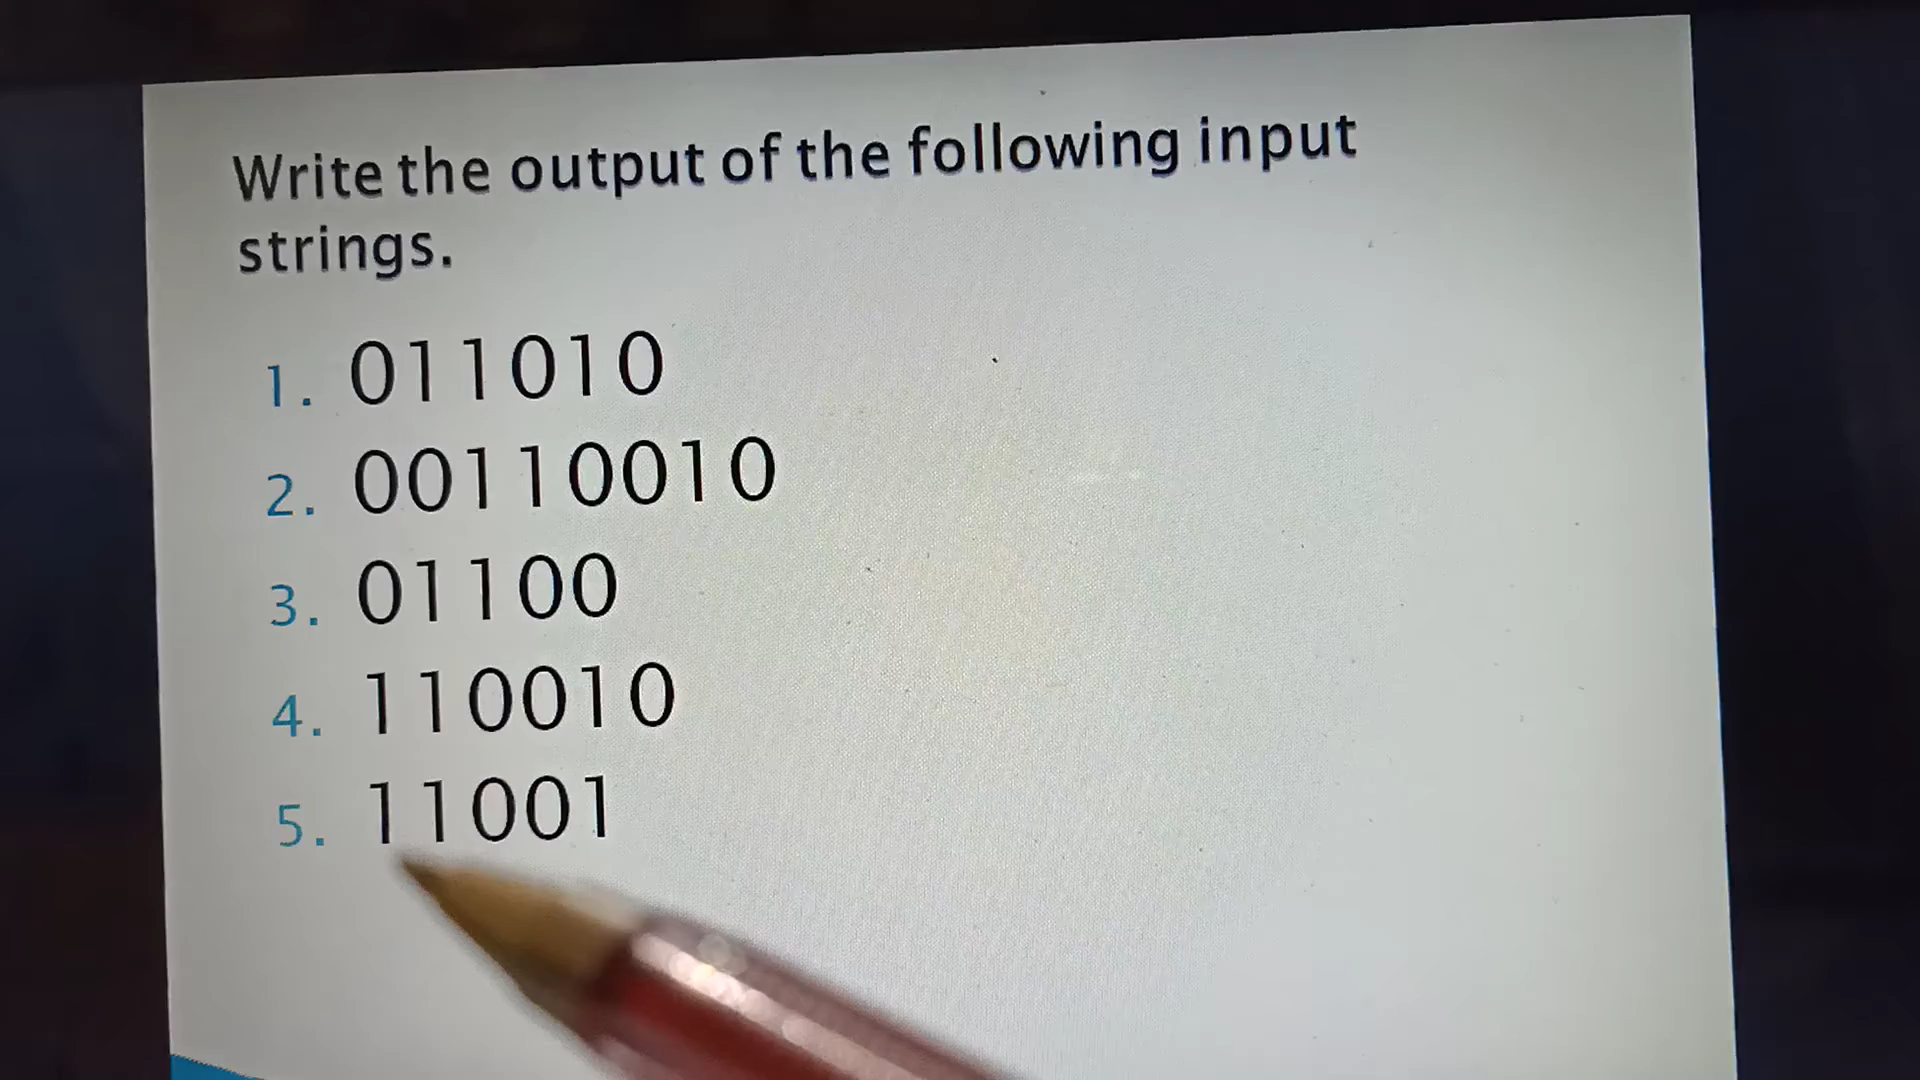 Write the output of the following input
strings.
1. 011010
2. 00110010
3. 01100
4. 110010
5. 11001